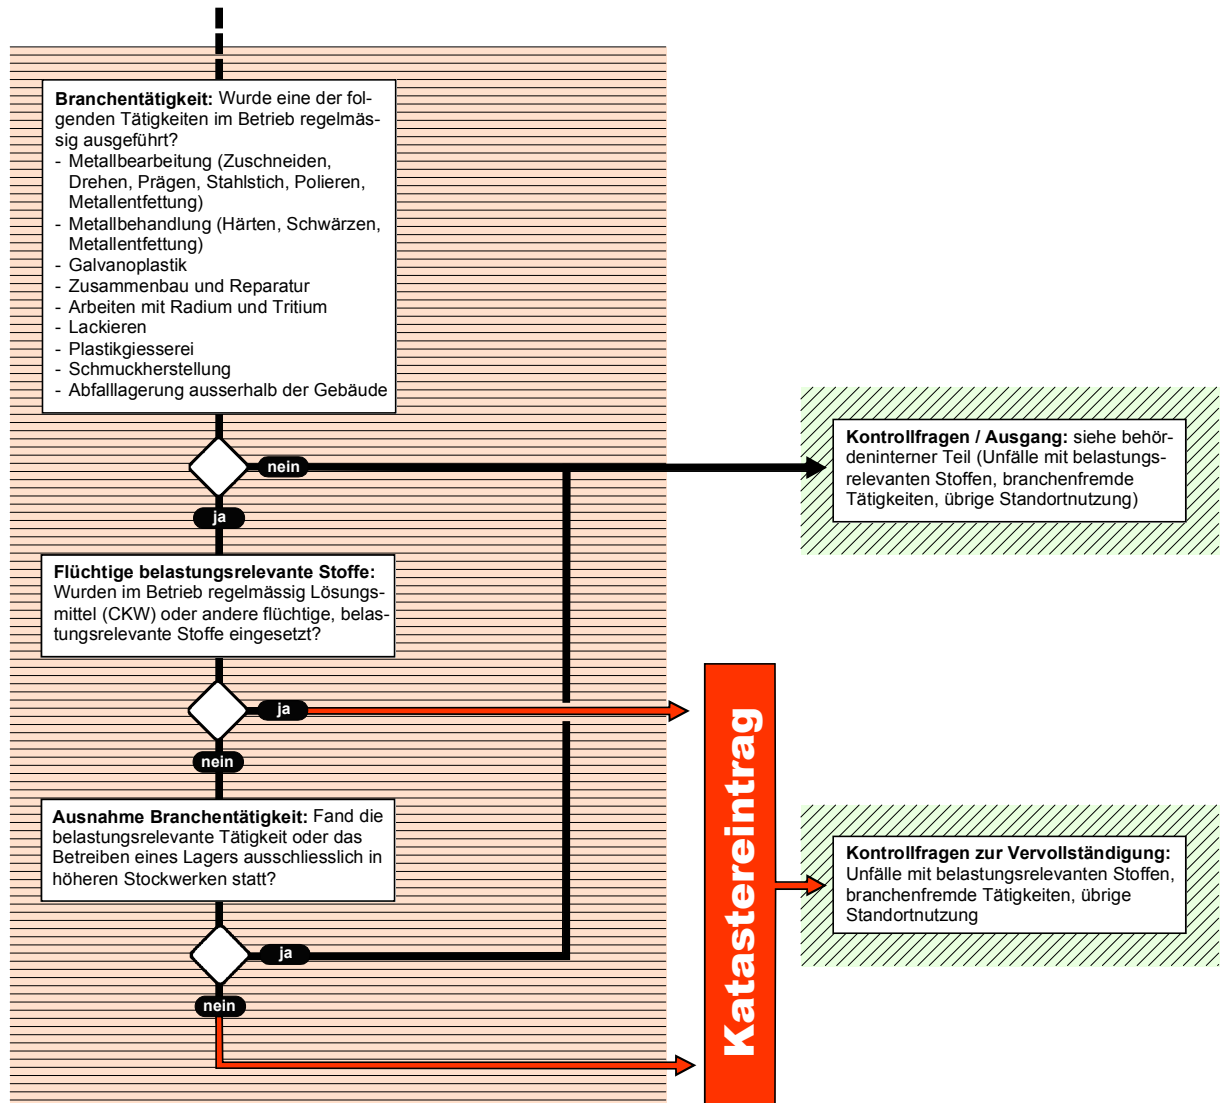 Branchentätigkeit: Wurde eine der fol-
genden Tätigkeiten im Betrieb regelmäs-
sig ausgeführt?
- Metallbearbeitung (Zuschneiden,
Drehen, Prägen, Stahlstich, Polieren,
Metallentfettung)
- Metallbehandlung (Härten, Schwärzen,
Metallentfettung)
- Galvanoplastik
- Zusammenbau und Reparatur
- Arbeiten mit Radium und Tritium
- Lackieren
- Plastikgiesserei
- Schmuckherstellung
- Abfalllagerung ausserhalb der Gebäude
nein
ja
Kontrollfragen / Ausgang: siehe behör-
deninterner Teil (Unfälle mit belastungs-
relevanten Stoffen, branchenfremde
Tätigkeiten, übrige Standortnutzung)
Flüchtige belastungsrelevante Stoffe:
Wurden im Betrieb regelmässig Lösungs-
mittel (CKW) oder andere flüchtige, belas-
tungsrelevante Stoffe eingesetzt?
ja
nein
Ausnahme Branchentätigkeit: Fand die
belastungsrelevante Tätigkeit oder das
Betreiben eines Lagers ausschliesslich in
höheren Stockwerken statt?
ja
nein
Katastereintrag
Kontrollfragen zur Vervollständigung:
Unfälle mit belastungsrelevanten Stoffen,
branchenfremde Tätigkeiten, übrige
Standortnutzung